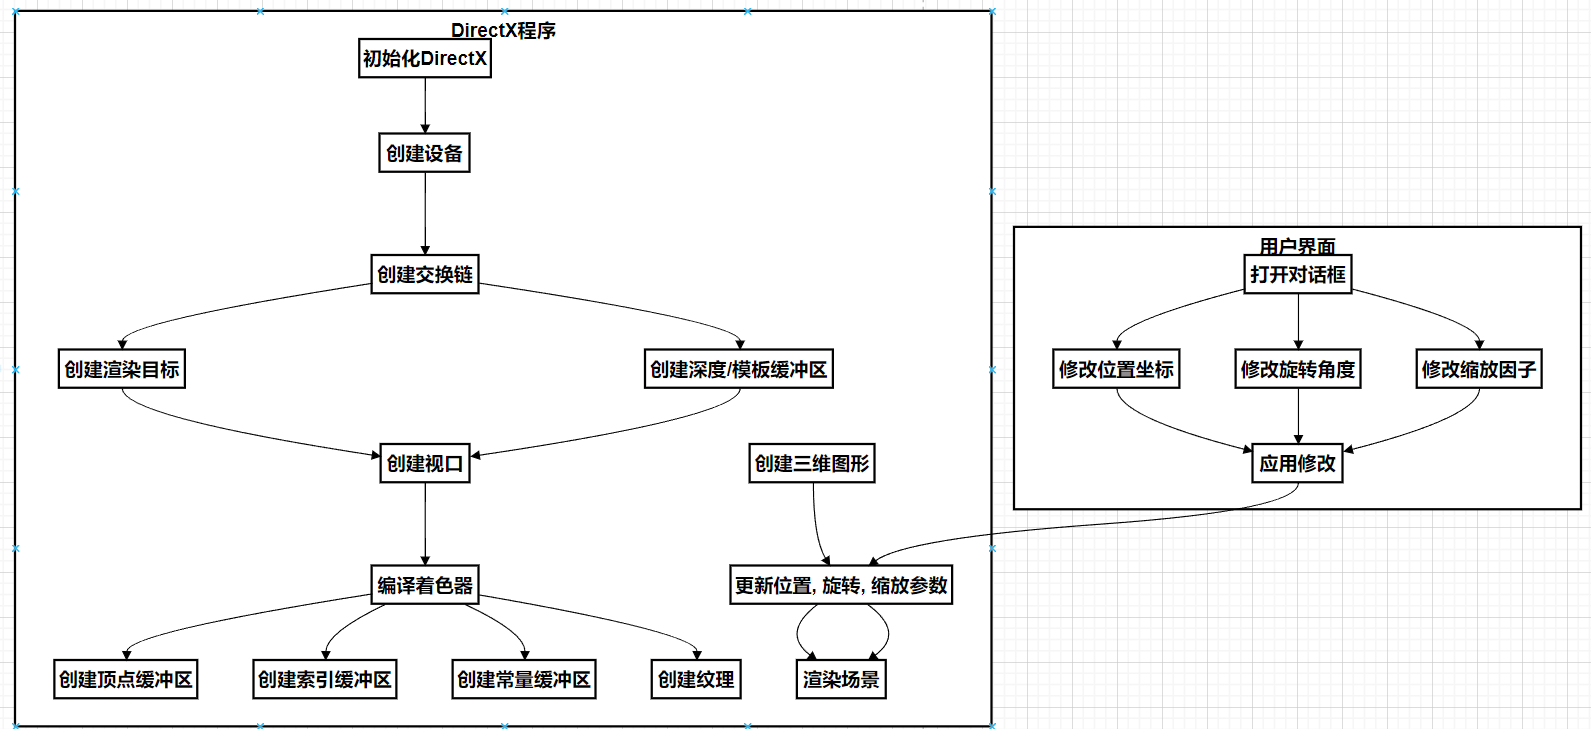 DirectX程序
初始化DirectX
创建设备
创建交换链
创建渲染目标
创建深度/模板缓冲区
创建视口
创建三维图形
编译着色器
更新位置, 旋转, 缩放参数
创建顶点缓冲区
创建索引缓冲区
创建常量缓冲区
创建纹理
渲染场景
用户界面
打开对话框
修改位置坐标
修改旋转角度
修改缩放因子
应用修改